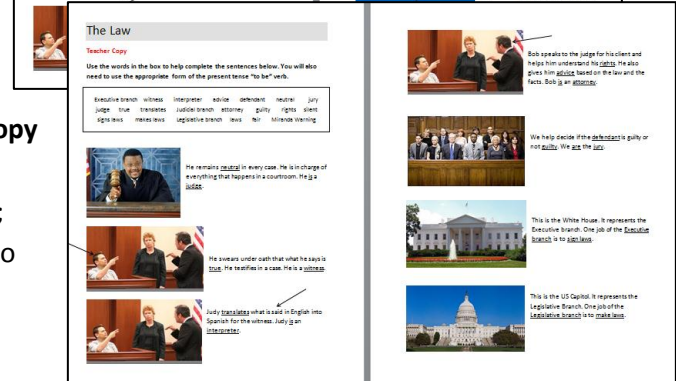 opy
;
o
The Law
Teacher Copy
Use the words in the box to help complete the sentences below. You will also
need to use the appropriate form of the present tense "to be" verb.
Executive branch witness interpreter advice defendant neutral jury
judge true translates Judicial branch attorney guilty rights client
signs laws makes laws Legislative branch laws fair Miranda Warning
He remains neutral in every case. He is in charge of
everything that happens in a courtroom. He is a
judge.
He swears under oath that what he says is
true. He testifies in a case. He is a witness.
Judy translates what is said in English into
Spanish for the witness. Judy is an
interpreter.
Bob speaks to the judge for his client and
helps him understand his rights. He also
gives him advice based on the law and the
facts. Bob is an attorney.
We help decide if the defendant is guilty or
not guilty. We are the jury.
This is the White House. It represents the
Executive branch. One job of the Executive
branch is to sign laws.
This is the US Capitol. It represents the
Legislative Branch. One job of the
Legislative branch is to make laws.